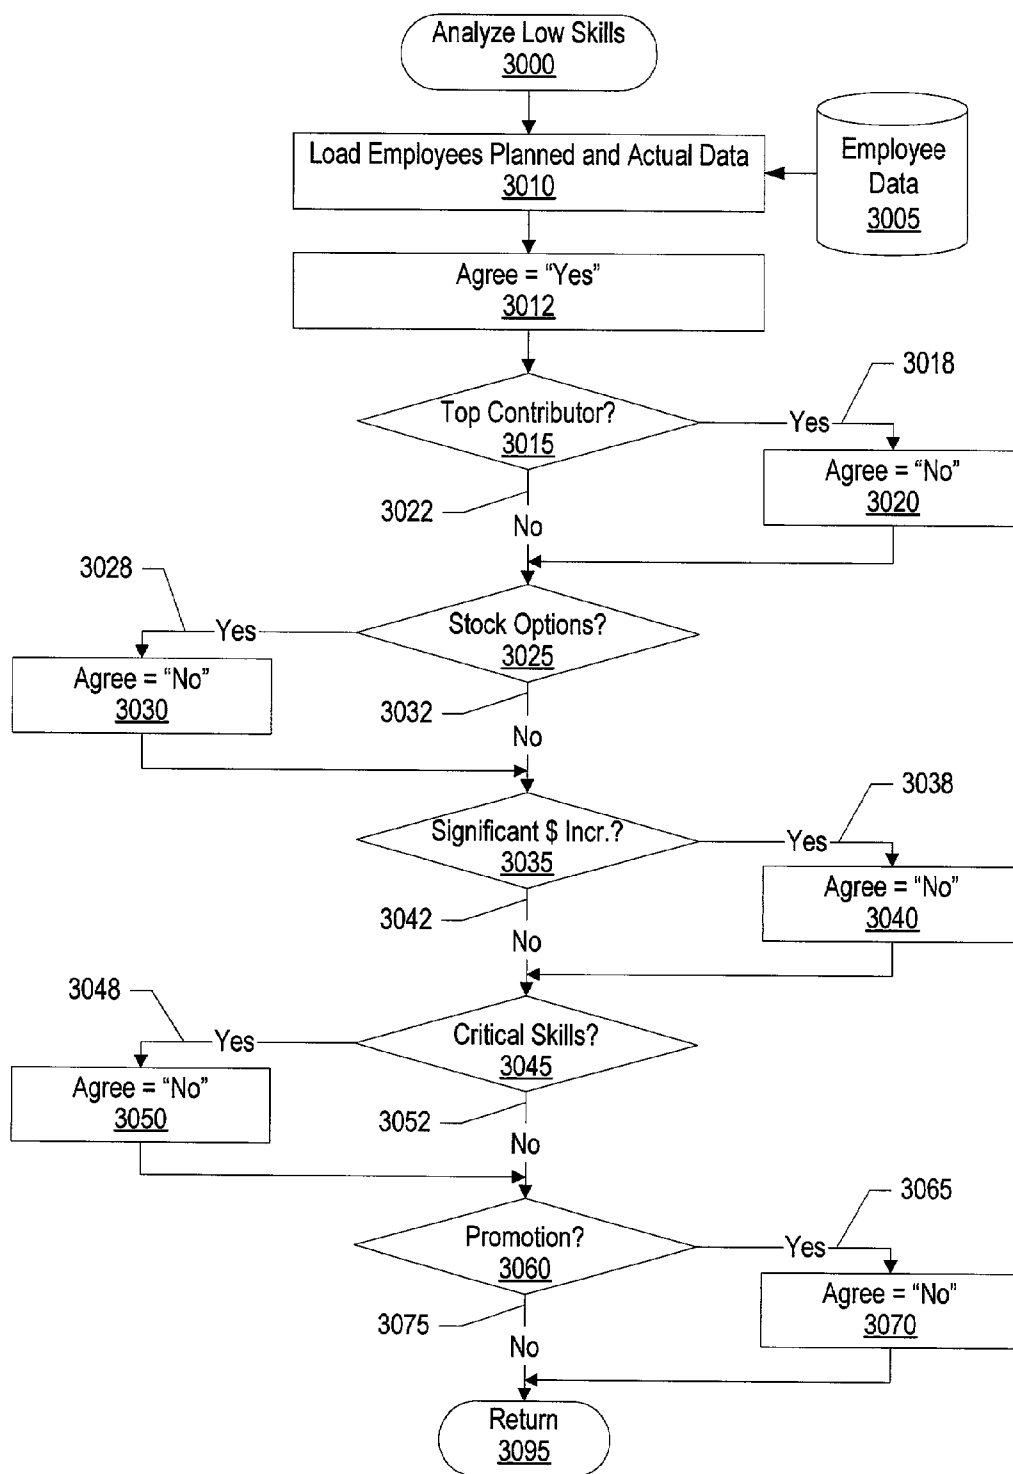 Analyze Low Skills
3000
Load Employees Planned and Actual Data
3010
Employee
Data
3005
Agree = “Yes”
3012
3018
Top Contributor?
3015
Yes
Agree = “No”
3020
3022
No
3028
Yes
Stock Options?
3025
Agree = “No”
3030
3032
No
3038
Significant $ Incr.?
3035
Yes
Agree = “No”
3040
3042
No
3048
Yes
Critical Skills?
3045
Agree = “No”
3050
3052
No
3065
Promotion?
3060
Yes
Agree = “No”
3070
3075
No
Return
3095